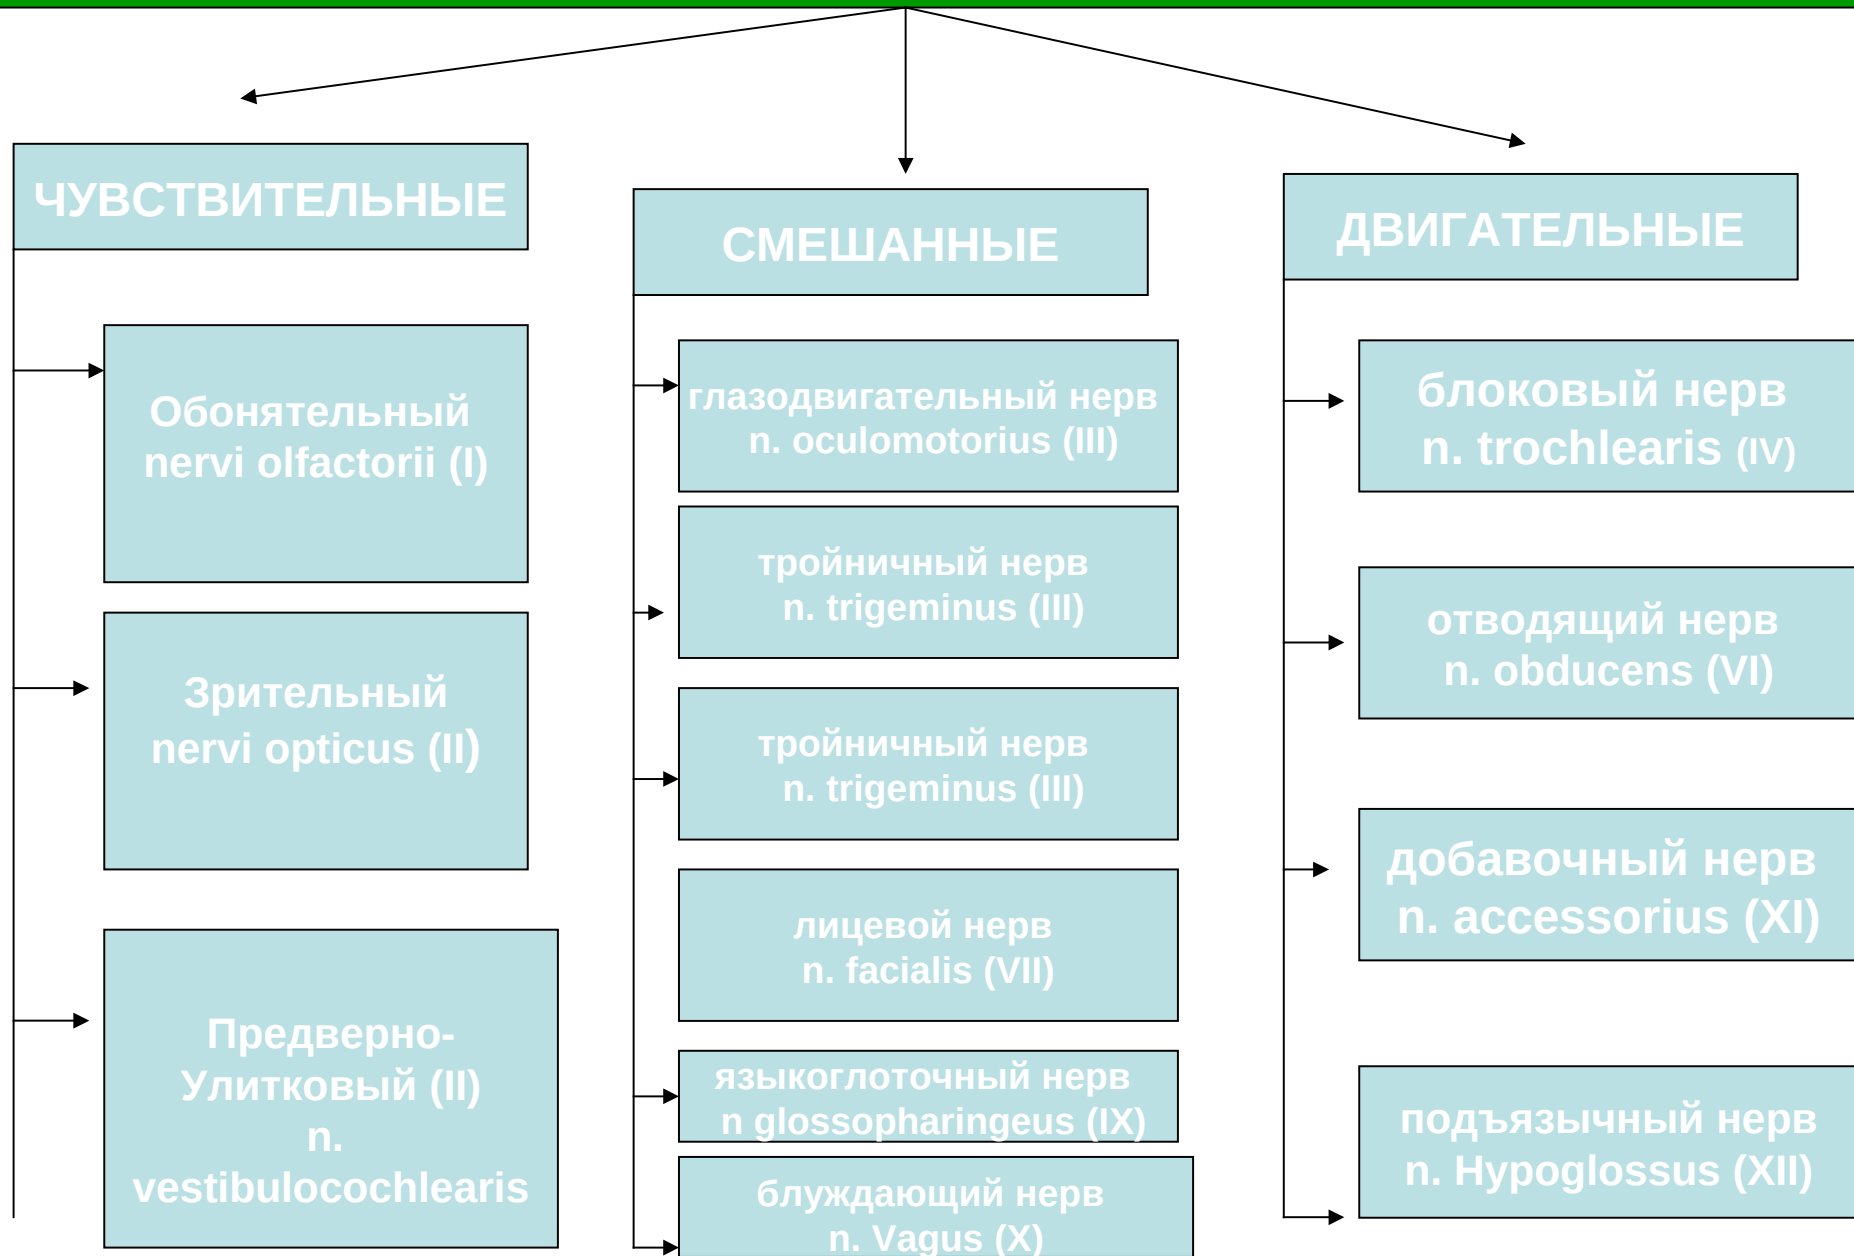 ЧУВСТВИТЕЛЬНЫЕ
Обонятельный
nervi olfactorii (I)
Зрительный
nervi opticus (II)
Предверно-
Улитковый (II)
n.
vestibulocochlearis
СМЕШАННЫЕ
глазодвигательный нерв
n. oculomotorius (III)
тройничный нерв
n. trigeminus (III)
тройничный нерв
n. trigeminus (III)
лицевой нерв
n. facialis (VII)
языкоглоточный нерв
n glossopharingeus (IX)
блуждающий нерв
n. Vagus (X)
ДВИГАТЕЛЬНЫЕ
блоковый нерв
n. trochlearis (IV)
отводящий нерв
n. obducens (VI)
добавочный нерв
n. accessorius (XI)
подъязычный нерв
n. Hypoglossus (XII)